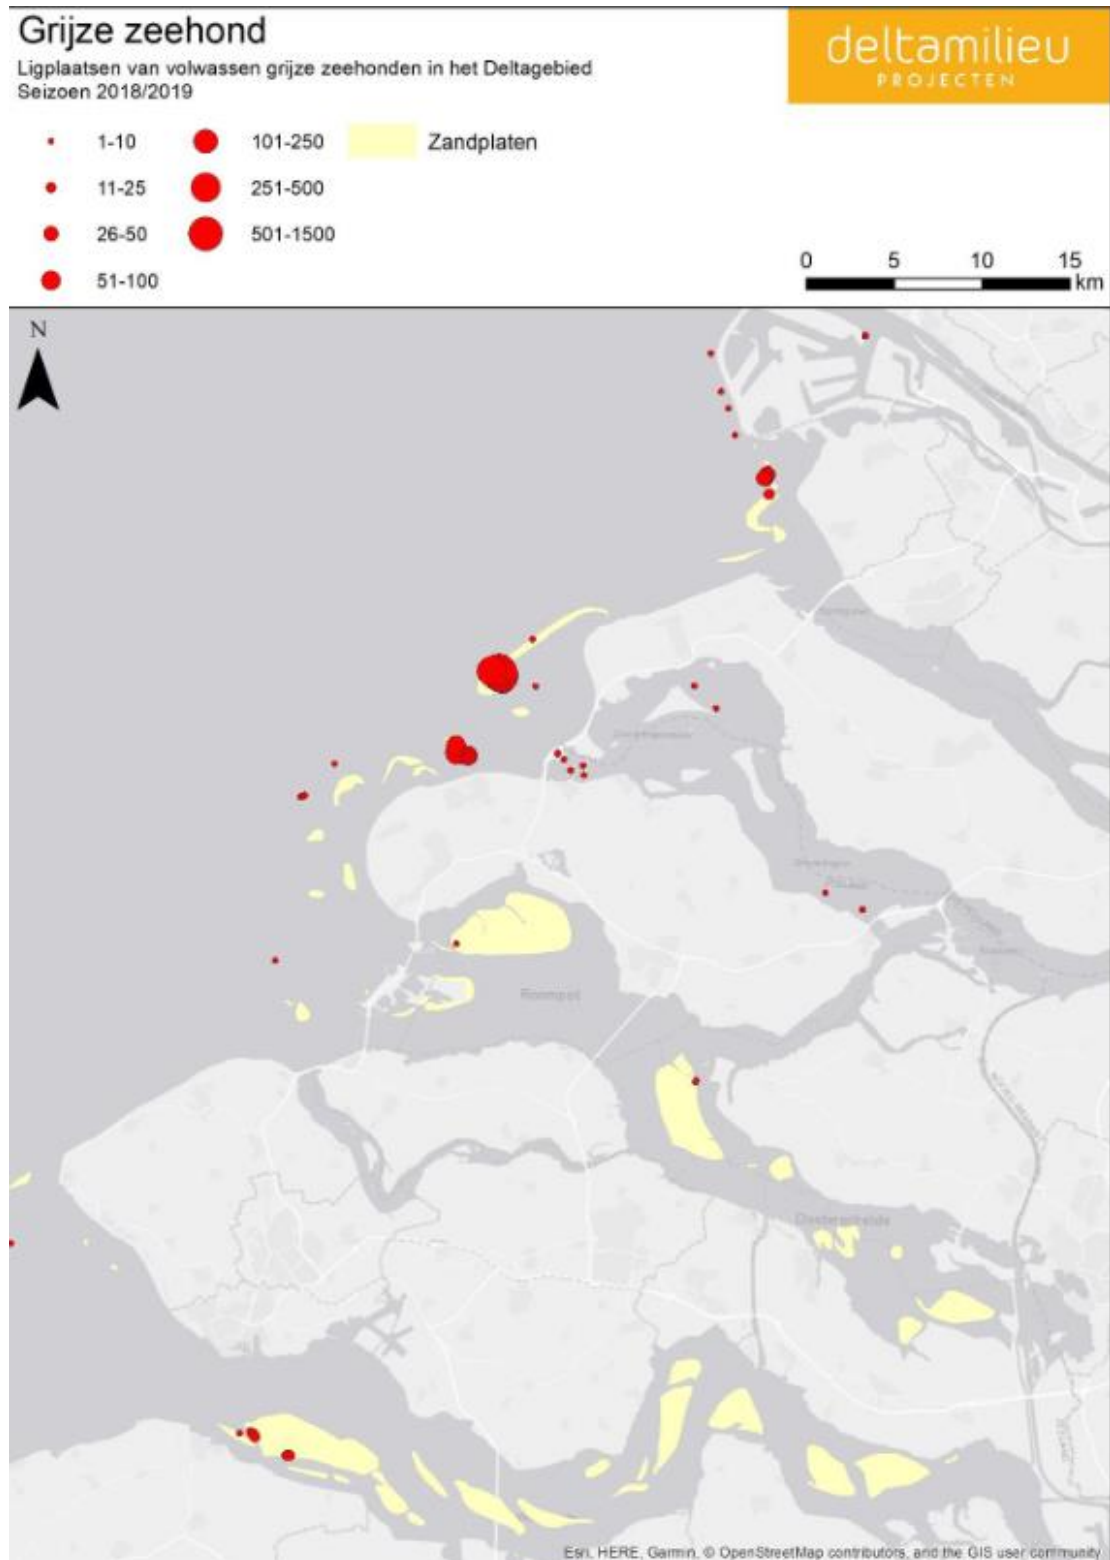 Grijze zeehond
Ligplaatsen van volwassen grijze zeehonden in het Deltagebied
Seizoen 2018/2019
deltamilieu
PROJECTEN
1-10
101-250
Zandplaten
11-25
251-500
26-50
501-1500
51-100
0 5 10 15
km
N
Roompot
Oosterschelde
Esri, HERE, Garmin, © OpenStreetMap contributors, and the GIS user community